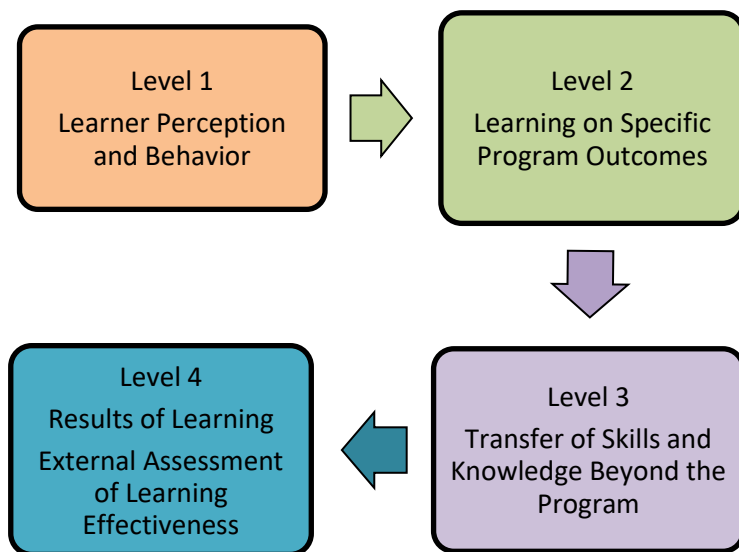 Level 1
Learner Perception
and Behavior
Level 2
Learning on Specific
Program Outcomes
Level 3
Transfer of Skills and
Knowledge Beyond the
Program
Level 4
Results of Learning
External Assessment
of Learning
Effectiveness